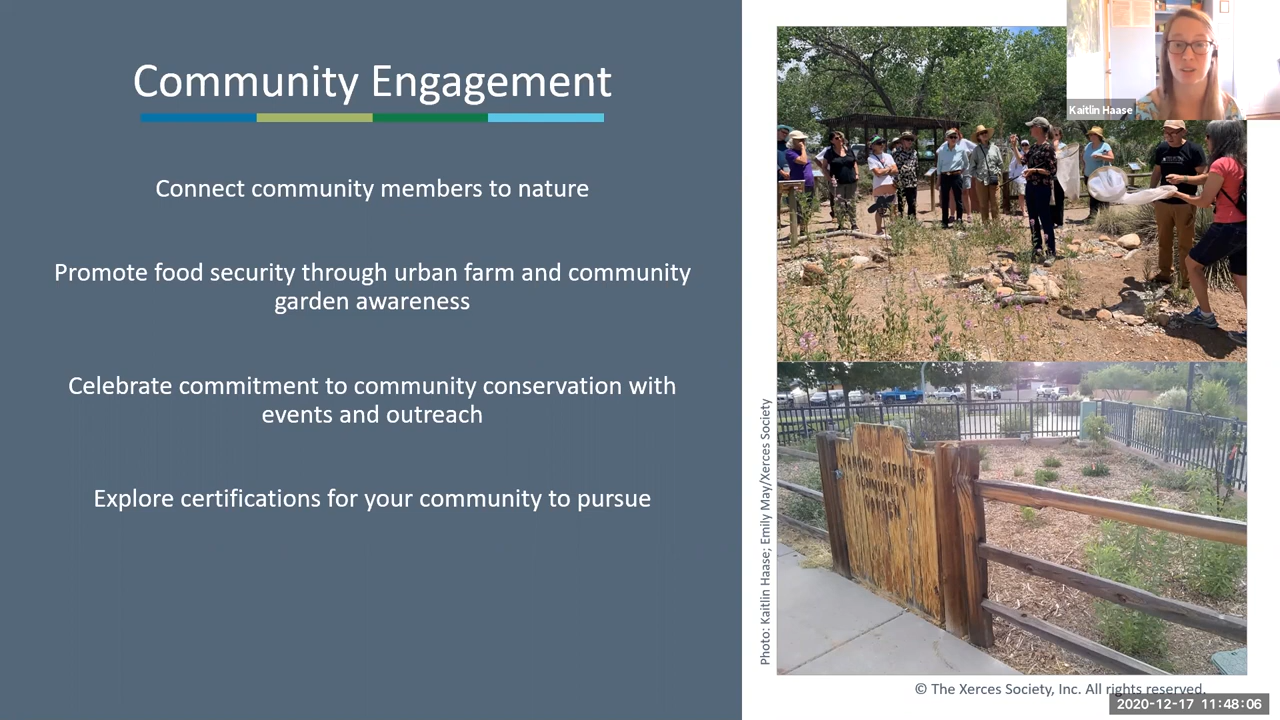 Community Engagement
Connect community members to nature
Promote food security through urban farm and community
garden awareness
Celebrate commitment to community conservation with
events and outreach
Explore certifications for your community to pursue
Kaitlin Haase
COMMUNITY
GARDEN
Photo: Kaitlin Haase; Emily May/Xerces Society
© The Xerces Society, Inc. All rights reserved.
2020-12-17 11:48:06